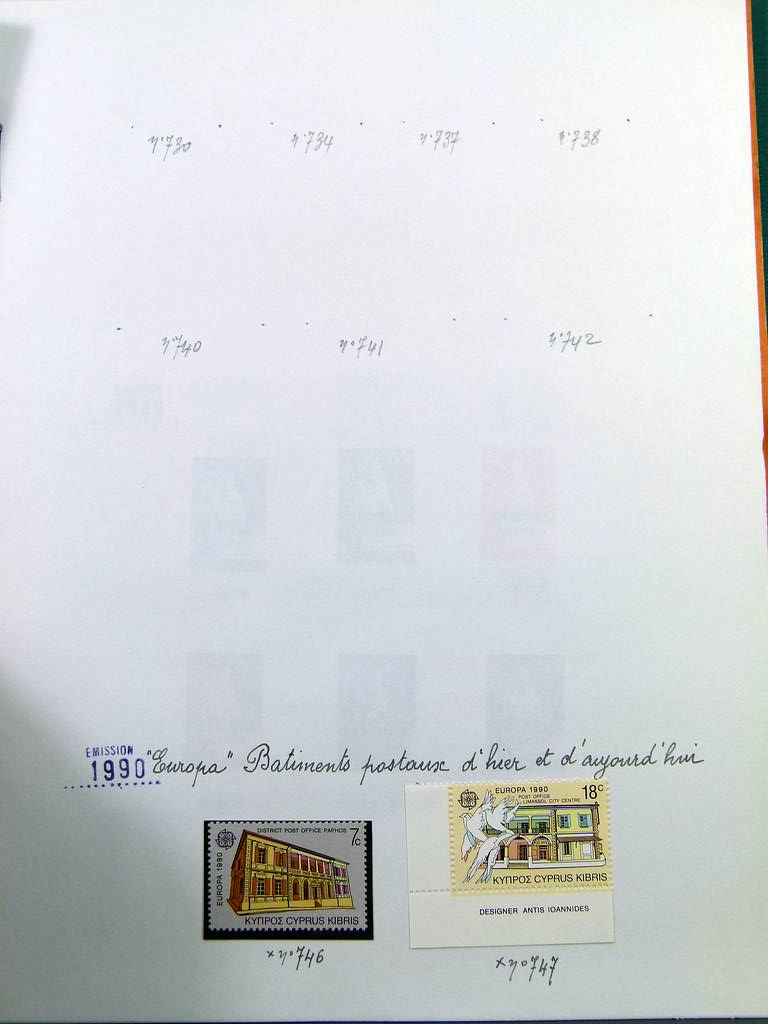 n°730 n°734 n°737 n°738
n°740 n°741 n°742
EMISSION
1990 "Europa" Batiments postaux d'hier et d'aujourd'hui
DISTRICT POST OFFICE PAPHOS 7c
EUROPA 1990
ΚΥΠΡΟΣ CYPRUS KIBRIS
EUROPA 1990 18c
POST OFFICE
LIMASSOL CITY CENTRE
ΚΥΠΡΟΣ CYPRUS KIBRIS
DESIGNER ANTIS IOANNIDES
x n°746
x n°747